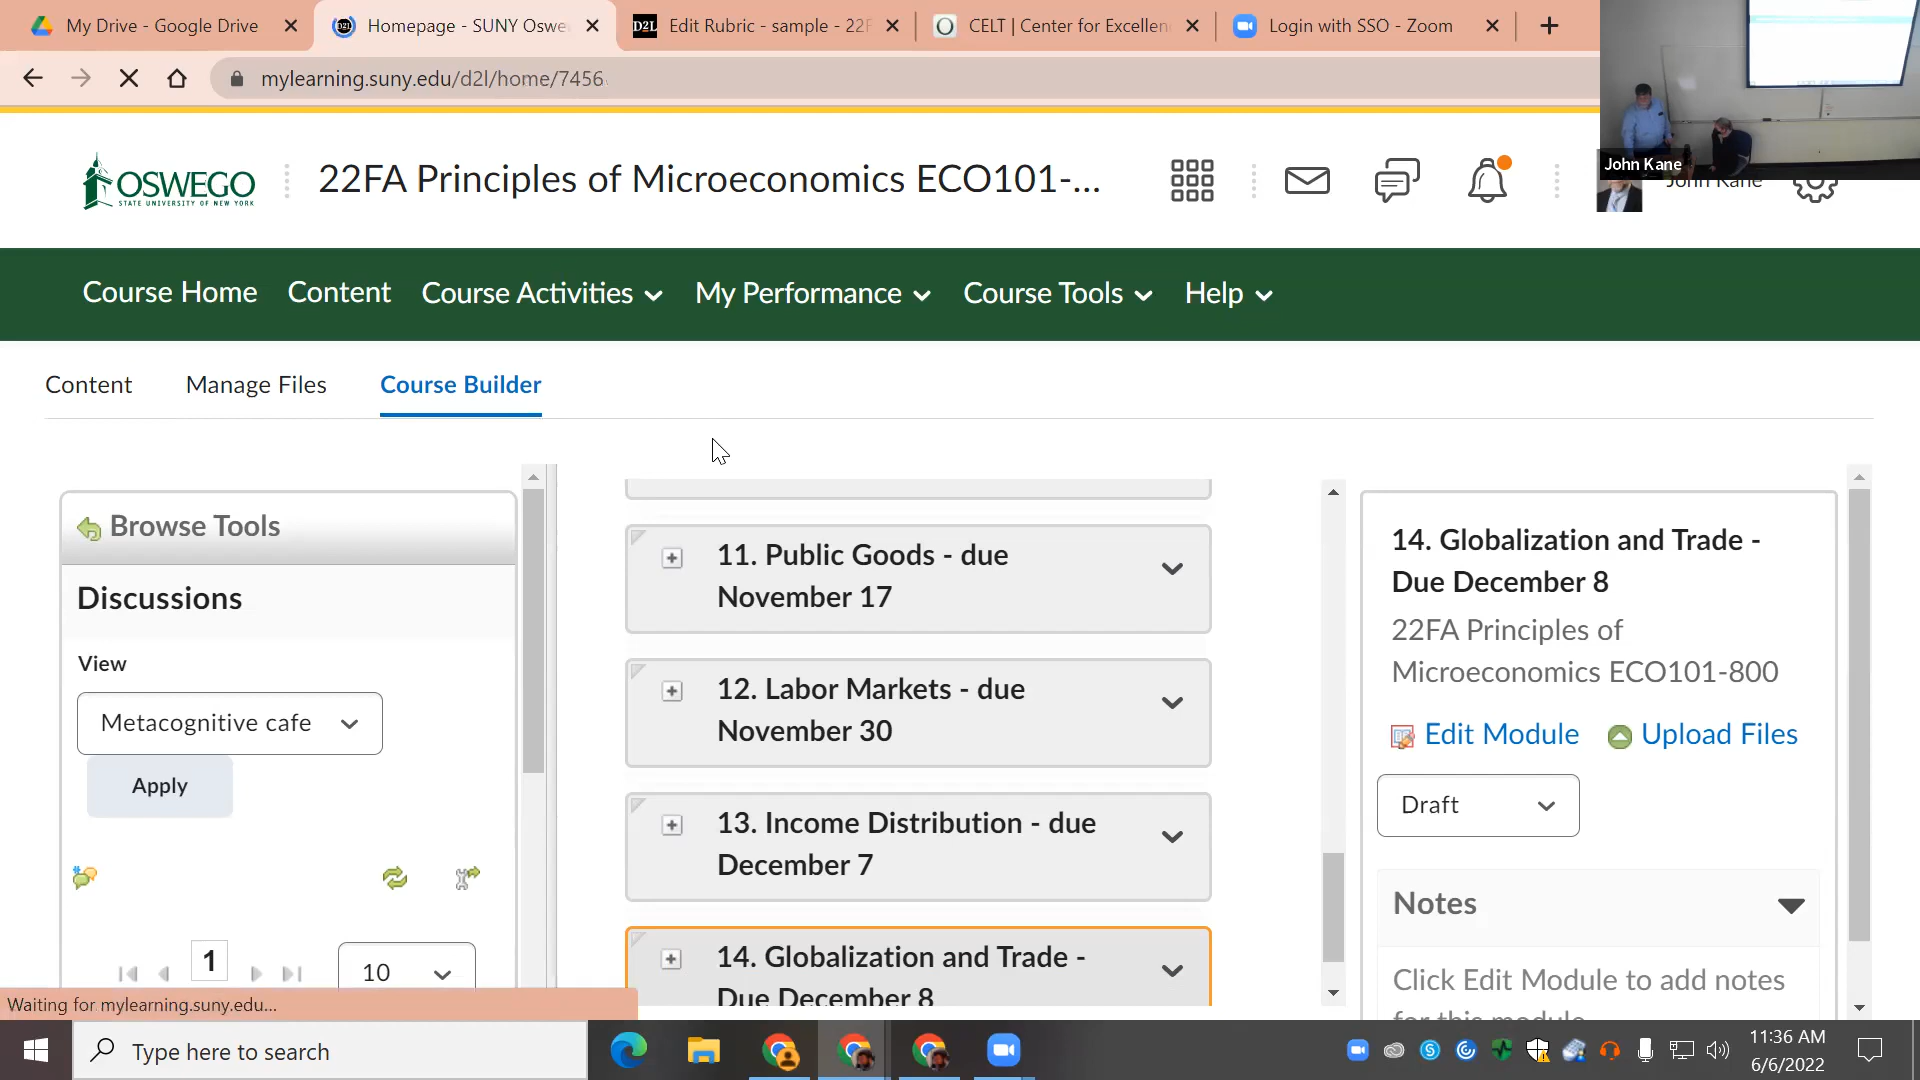 My Drive - Google Drive
Homepage - SUNY Oswe
D2L Edit Rubric - sample - 22F
CELT | Center for Excellen
Login with SSO - Zoom
mylearning.suny.edu/d2l/home/7456
OSWEGO
STATE UNIVERSITY OF NEW YORK
22FA Principles of Microeconomics ECO101-...
John Kane
John Kane
Course Home Content Course Activities My Performance Course Tools Help
Content Manage Files Course Builder
Browse Tools
Discussions
View
Metacognitive cafe
Apply
1
10
11. Public Goods - due
November 17
12. Labor Markets - due
November 30
13. Income Distribution - due
December 7
14. Globalization and Trade -
Due December 8
14. Globalization and Trade -
Due December 8
22FA Principles of
Microeconomics ECO101-800
Edit Module Upload Files
Draft
Notes
Click Edit Module to add notes
for this module
Waiting for mylearning.suny.edu...
Type here to search
11:36 AM
6/6/2022